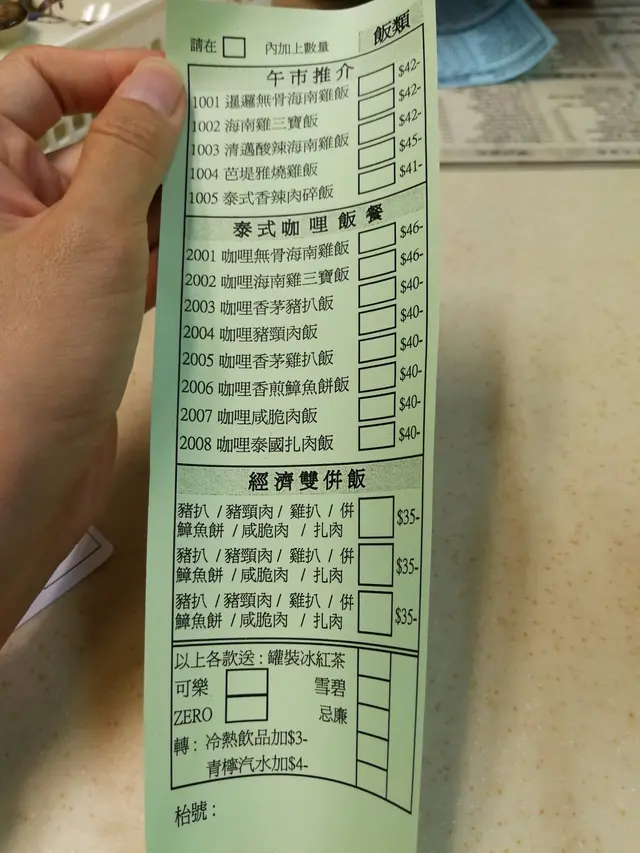 請在 □ 內加上數量 飯類
午市推介
1001 暹邏無骨海南雞飯 $42-
1002 海南雞三寶飯 $42-
1003 清邁酸辣海南雞飯 $42-
1004 芭堤雅燒雞飯 $45-
1005 泰式香辣肉碎飯 $41-
泰式咖哩飯餐
2001 咖哩無骨海南雞飯 $46-
2002 咖哩海南雞三寶飯 $46-
2003 咖哩香茅豬扒飯 $40-
2004 咖哩豬頸肉飯 $40-
2005 咖哩香茅雞扒飯 $40-
2006 咖哩香煎鱆魚餅飯 $40-
2007 咖哩咸脆肉飯 $40-
2008 咖哩泰國扎肉飯 $40-
經濟雙併飯
豬扒 / 豬頸肉 / 雞扒 / 併
鱆魚餅 / 咸脆肉 / 扎肉 $35-
豬扒 / 豬頸肉 / 雞扒 / 併
鱆魚餅 / 咸脆肉 / 扎肉 $35-
豬扒 / 豬頸肉 / 雞扒 / 併
鱆魚餅 / 咸脆肉 / 扎肉 $35-
以上各款送 : 罐裝冰紅茶
可樂 雪碧
ZERO 忌廉
轉 : 冷熱飲品加$3-
青檸汽水加$4-
枱號 :